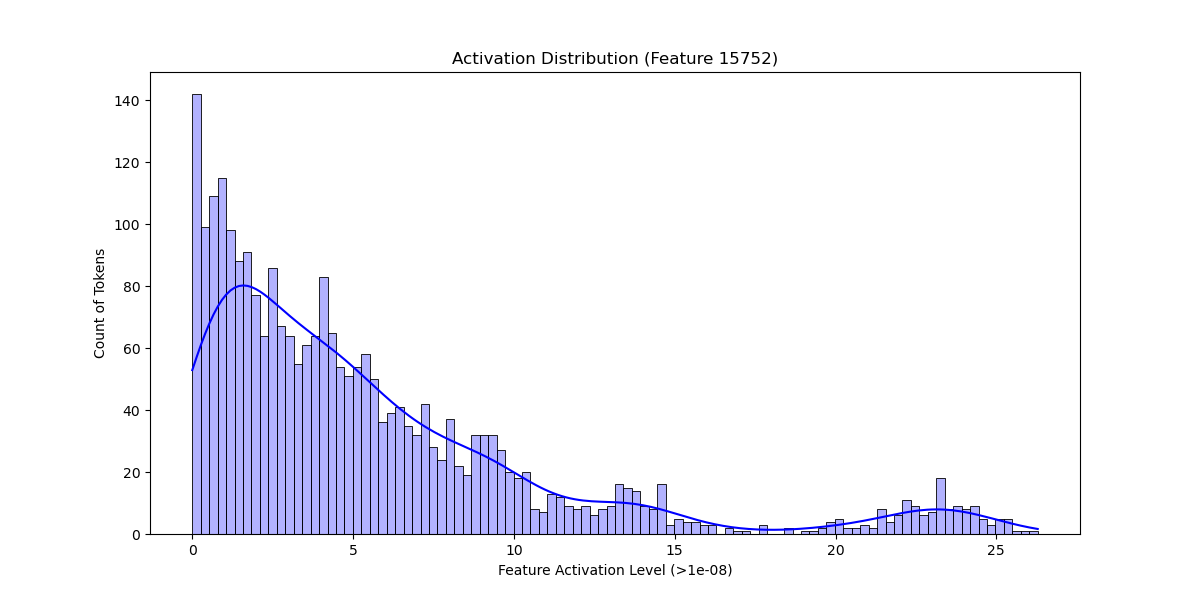 Activation Distribution (Feature 15752)
140
120
100
80
60
40
20
0
Count of Tokens
0 5 10 15 20 25
Feature Activation Level (>1e-08)